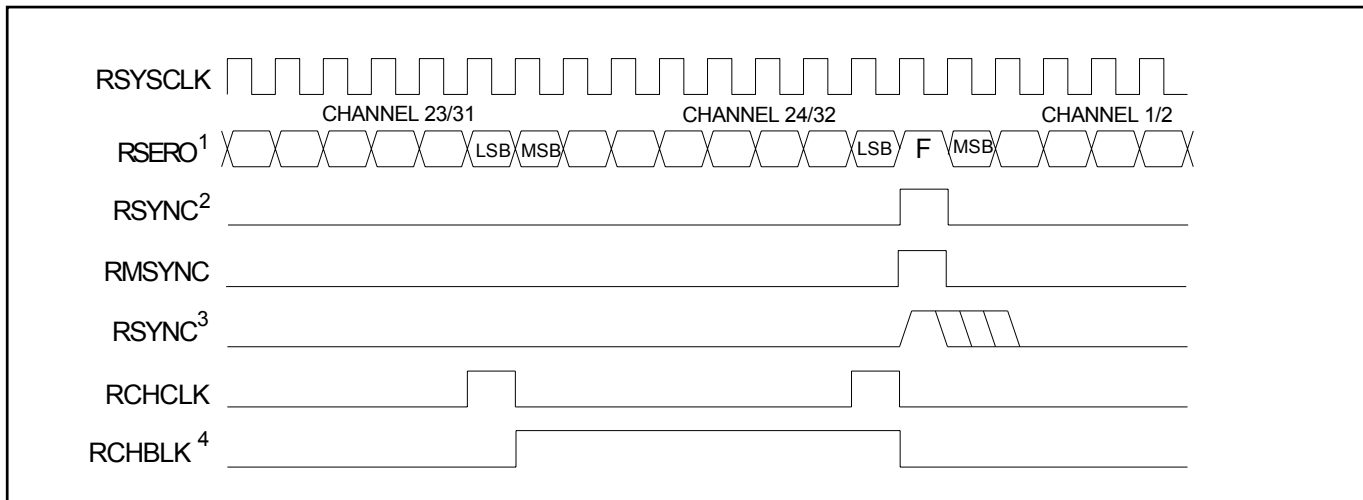 RSYSCLK
CHANNEL 23/31 CHANNEL 24/32 CHANNEL 1/2
RSERO1 LSB MSB LSB F MSB
RSYNC2
RMSYNC
RSYNC3
RCHCLK
RCHBLK 4